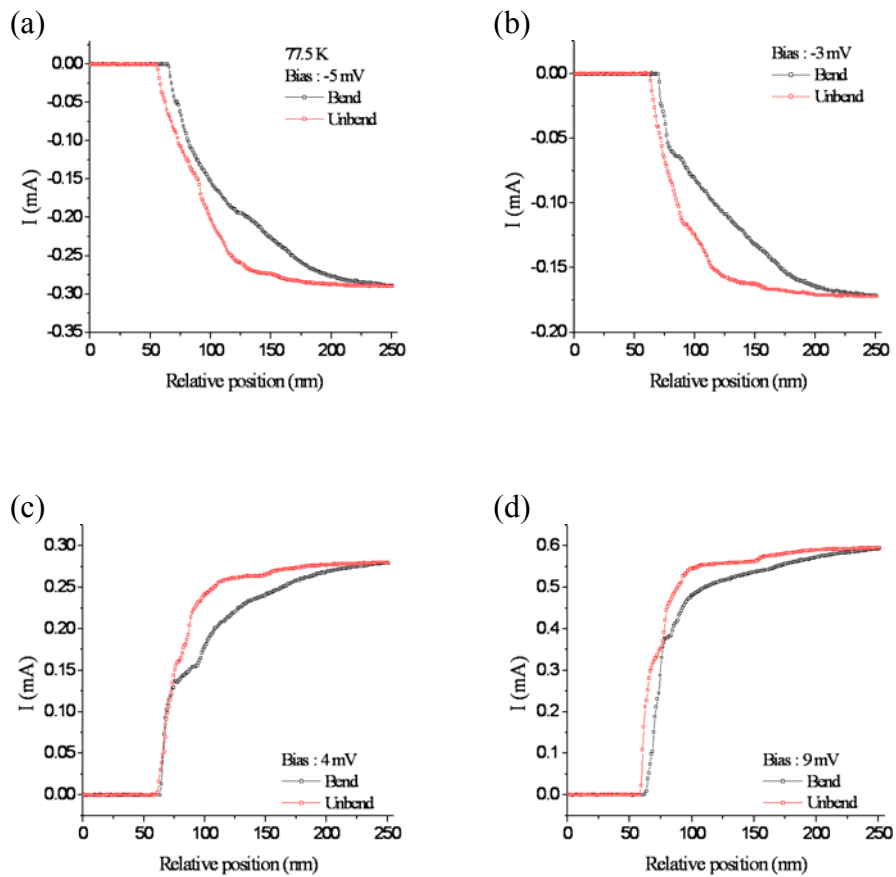 (a)
77.5 K
Bias : -5 mV
Bend
Unbend
0.00
-0.05
-0.10
-0.15
-0.20
-0.25
-0.30
-0.35
I (mA)
0 50 100 150 200 250
Relative position (nm)
(b)
Bias : -3 mV
Bend
Unbend
0.00
-0.05
-0.10
-0.15
-0.20
I (mA)
0 50 100 150 200 250
Relative position (nm)
(c)
0.30
0.25
0.20
0.15
0.10
0.05
0.00
I (mA)
Bias : 4 mV
Bend
Unbend
0 50 100 150 200 250
Relative position (nm)
(d)
0.6
0.5
0.4
0.3
0.2
0.1
0.0
I (mA)
Bias : 9 mV
Bend
Unbend
0 50 100 150 200 250
Relative position (nm)